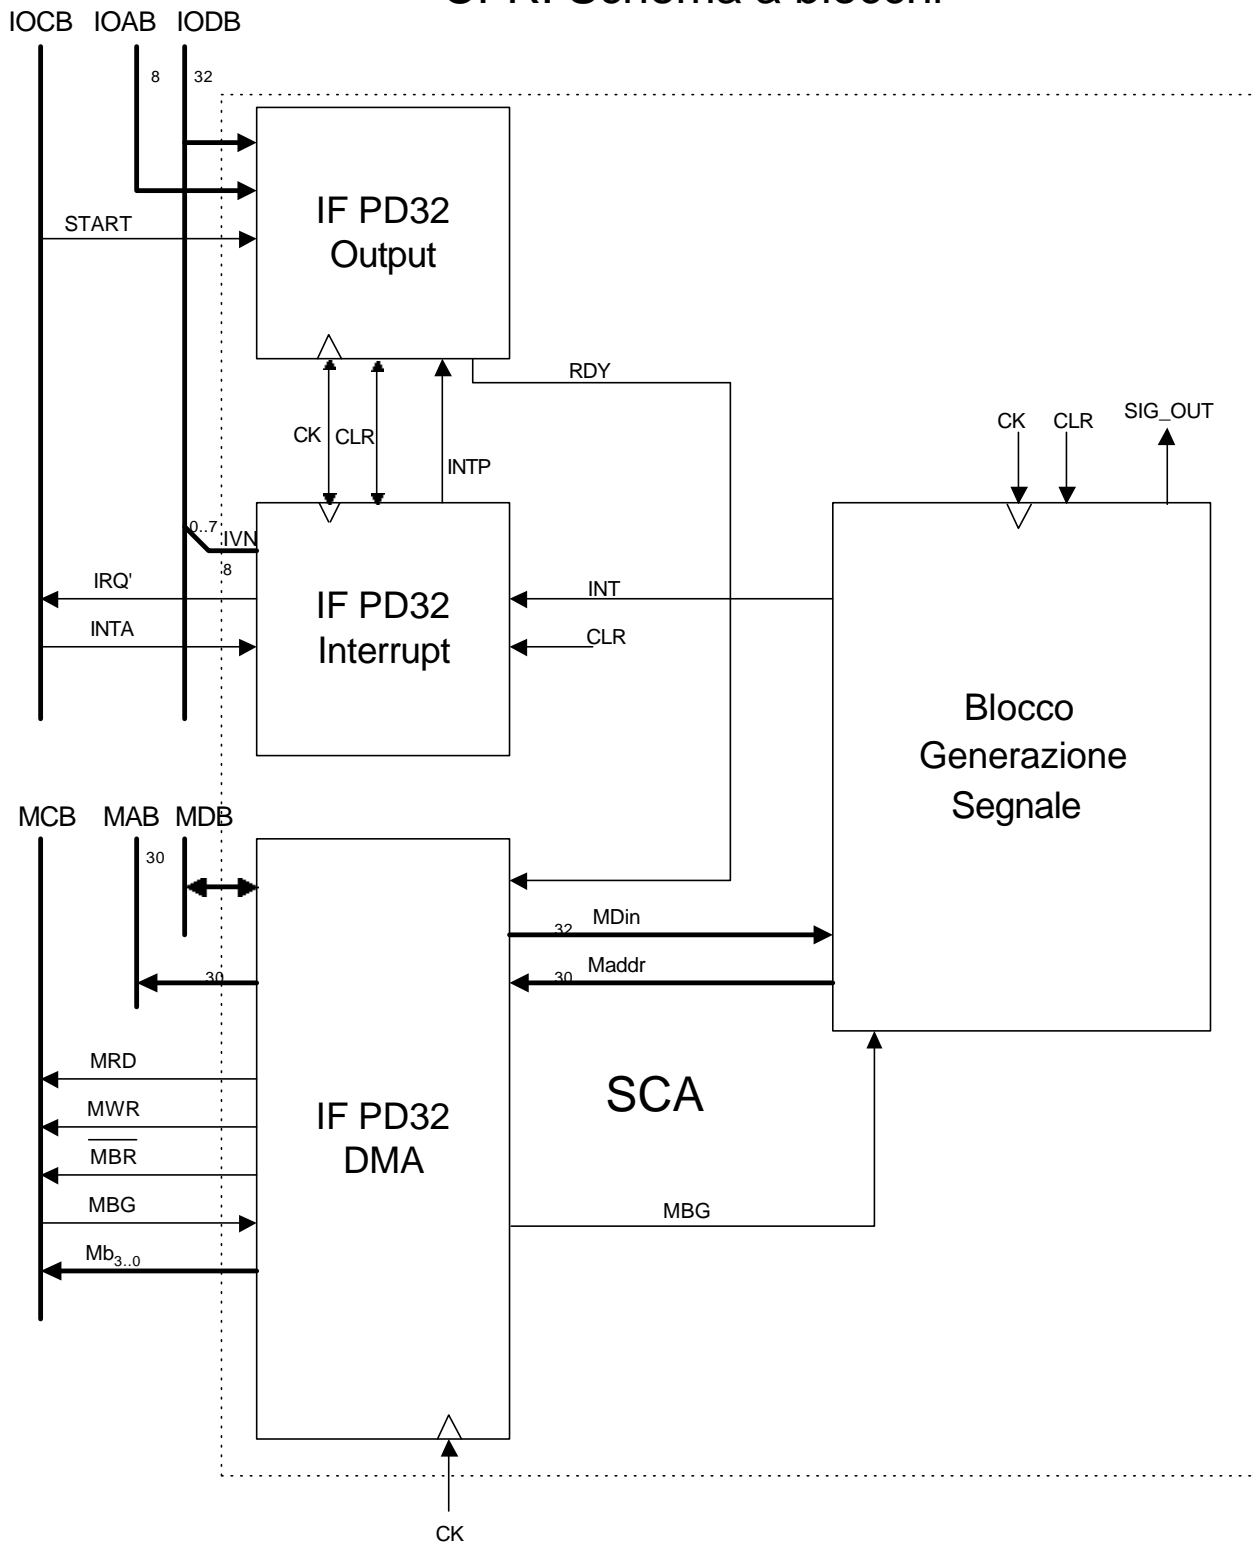 Schema a blocchi
IOCB IOAB IODB
8 32
IF PD32
Output
START
RDY
CK CLR
INTP
CK CLR SIG_OUT
0..7
IVN
8
IRQ'
INTA
IF PD32
Interrupt
INT
CLR
Blocco
Generazione
Segnale
MCB MAB MDB
30
MDin
32
Maddr
30
30
MRD
MWR
MBR
MBG
Mb3..0
IF PD32
DMA
SCA
MBG
CK